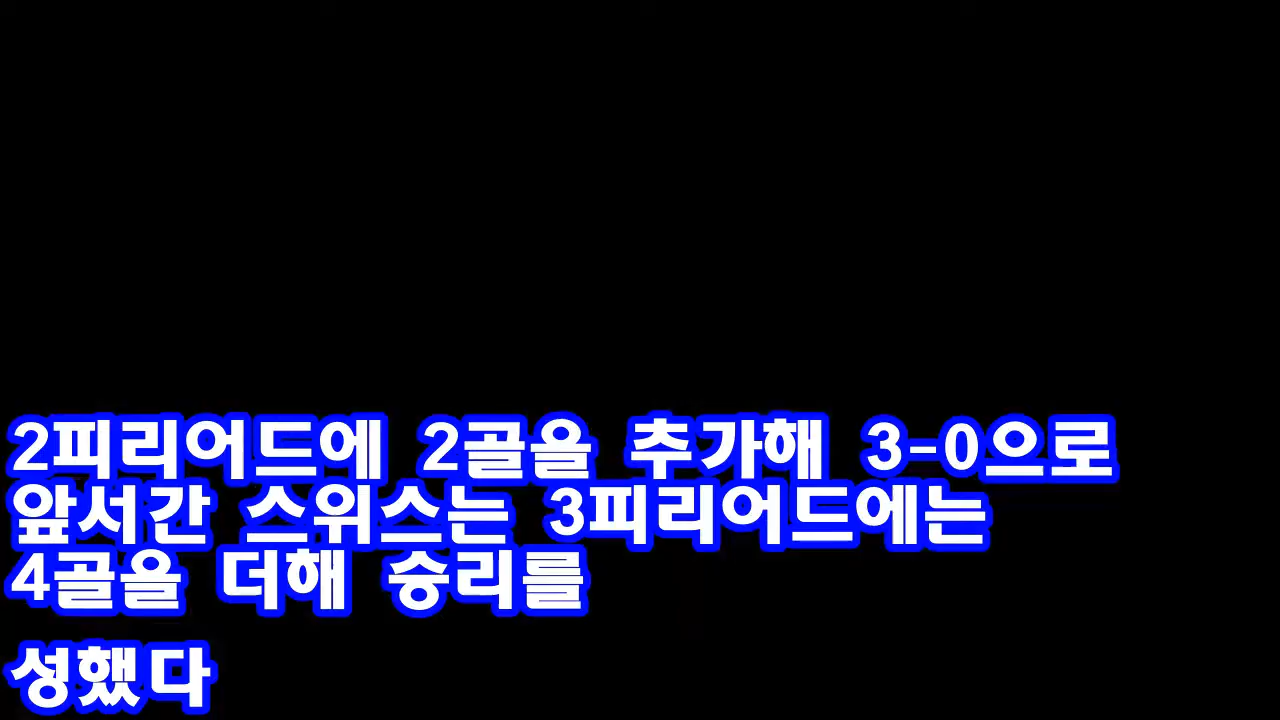 2피리어드에 2골을 추가해 3-0으로
앞서간 스위스는 3피리어드에는
4골을 더해 승리를
성했다